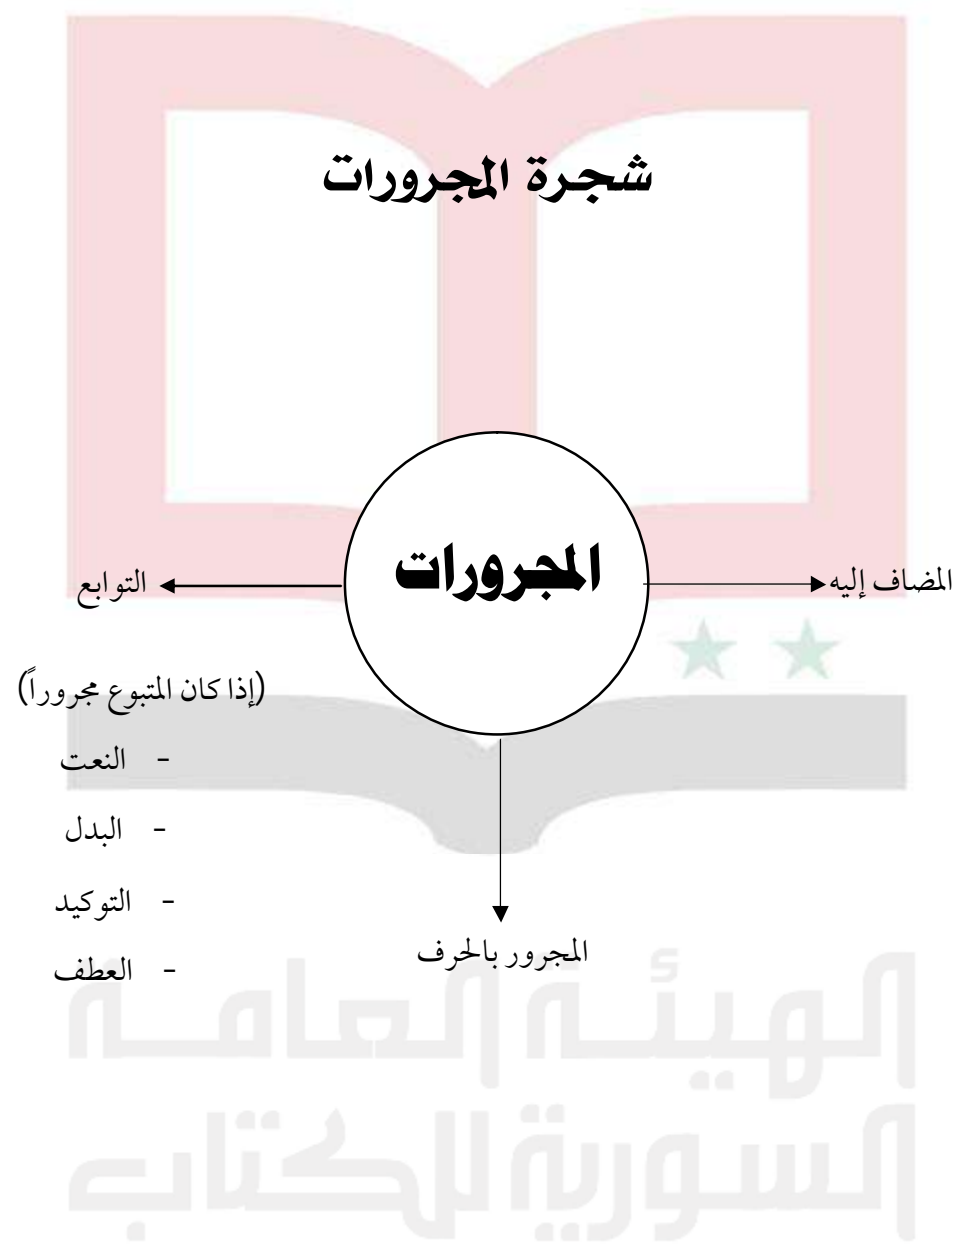 شجرة المجرورات
المجرورات
المضاف إليه
التوابع
(إذا كان المتبوع مجروراً)
- النعت
- البدل
- التوكيد
- العطف
المجرور بالحرف
الهيئة العامة
السورية للكتاب